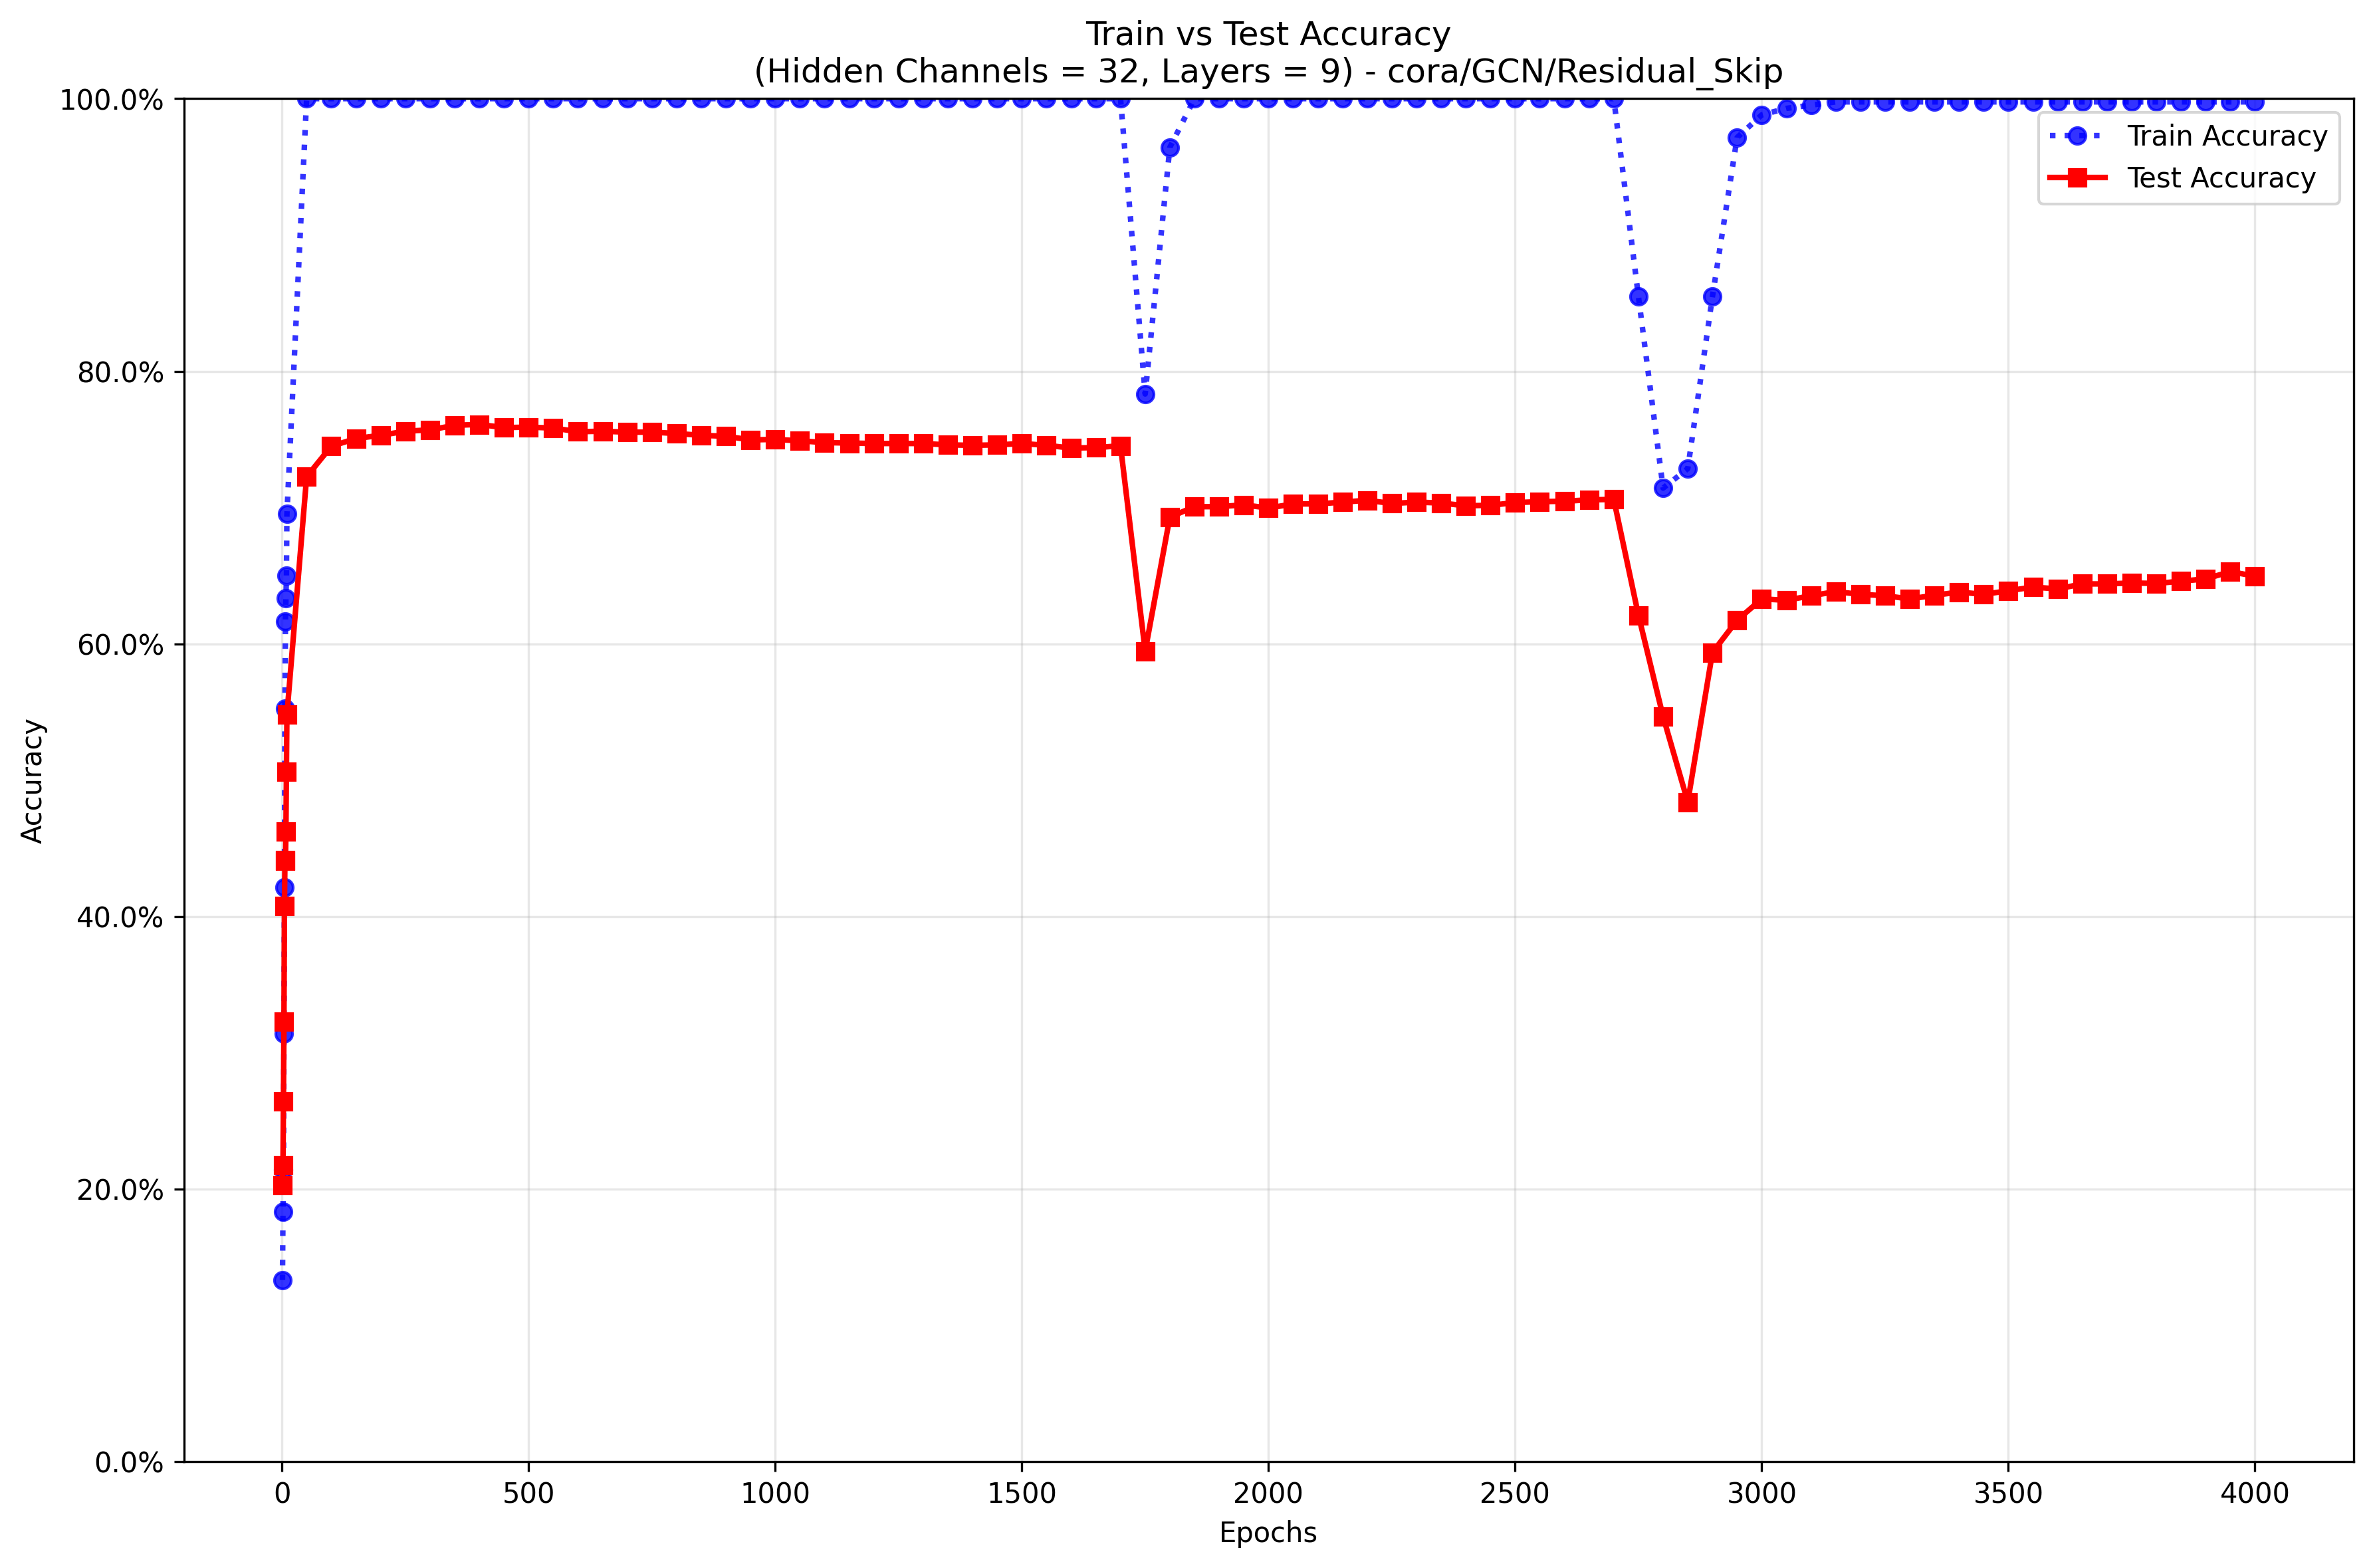 Train vs Test Accuracy
(Hidden Channels = 32, Layers = 9) - cora/GCN/Residual_Skip
100.0%
80.0%
60.0%
40.0%
20.0%
0.0%
Accuracy
Train Accuracy
Test Accuracy
0 500 1000 1500 2000 2500 3000 3500 4000
Epochs